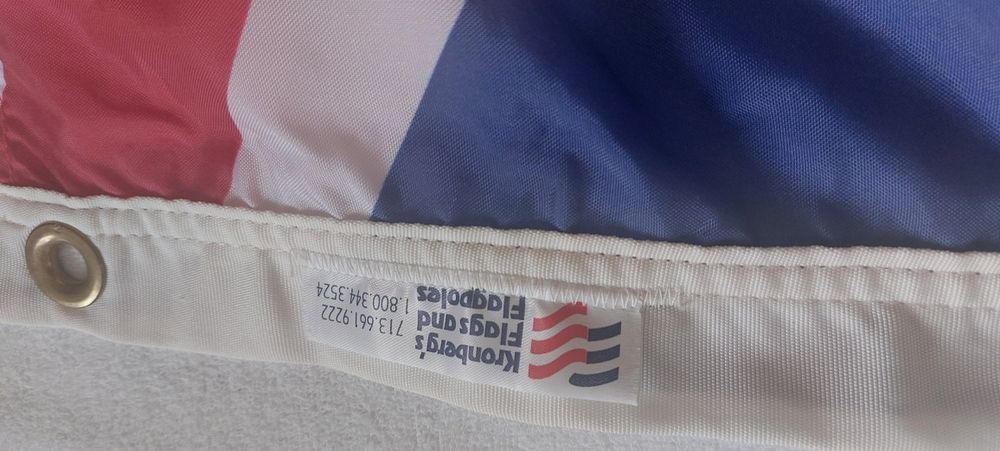 Kronberg's
Flags and
Flagpoles
713.661.9222
1.800.344.3524